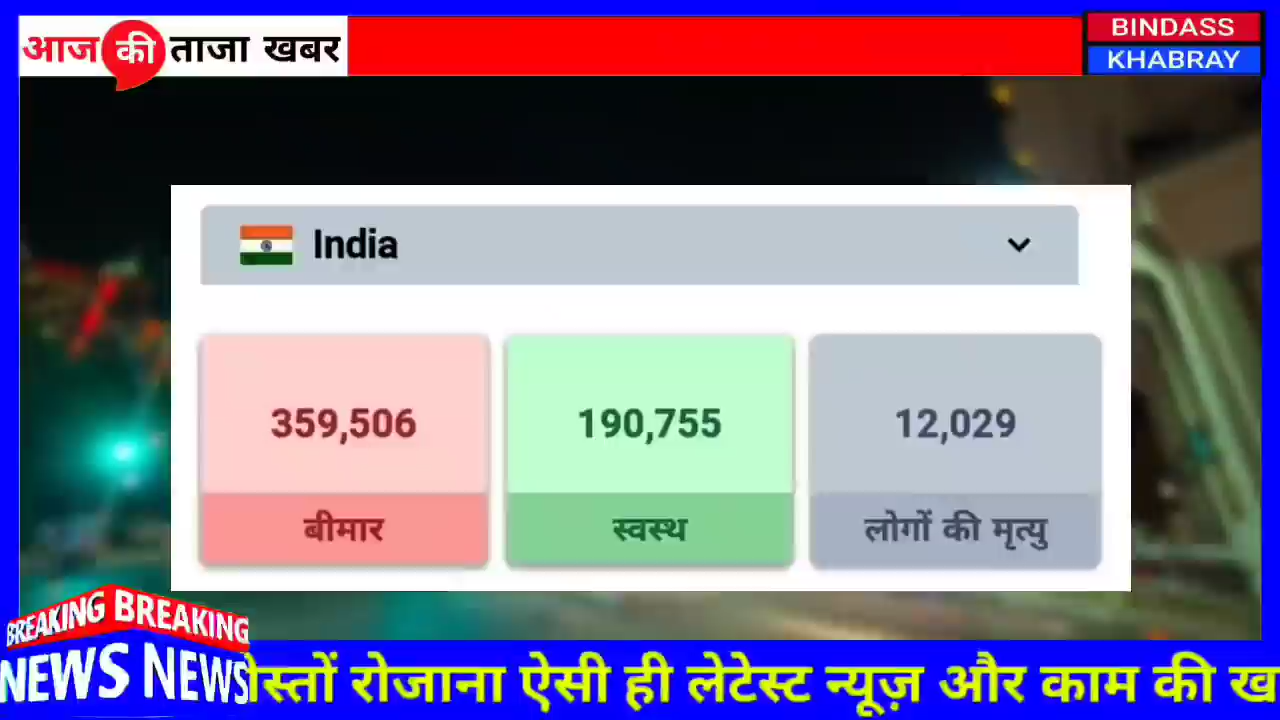 आज की ताजा खबर
BINDASS
KHABRAY
India
359,506
190,755
12,029
बीमार
स्वस्थ
लोगों की मृत्यु
BREAKING BREAKING
NEWS NEWS
रोजाना ऐसी ही लेटेस्ट न्यूज़ और काम की